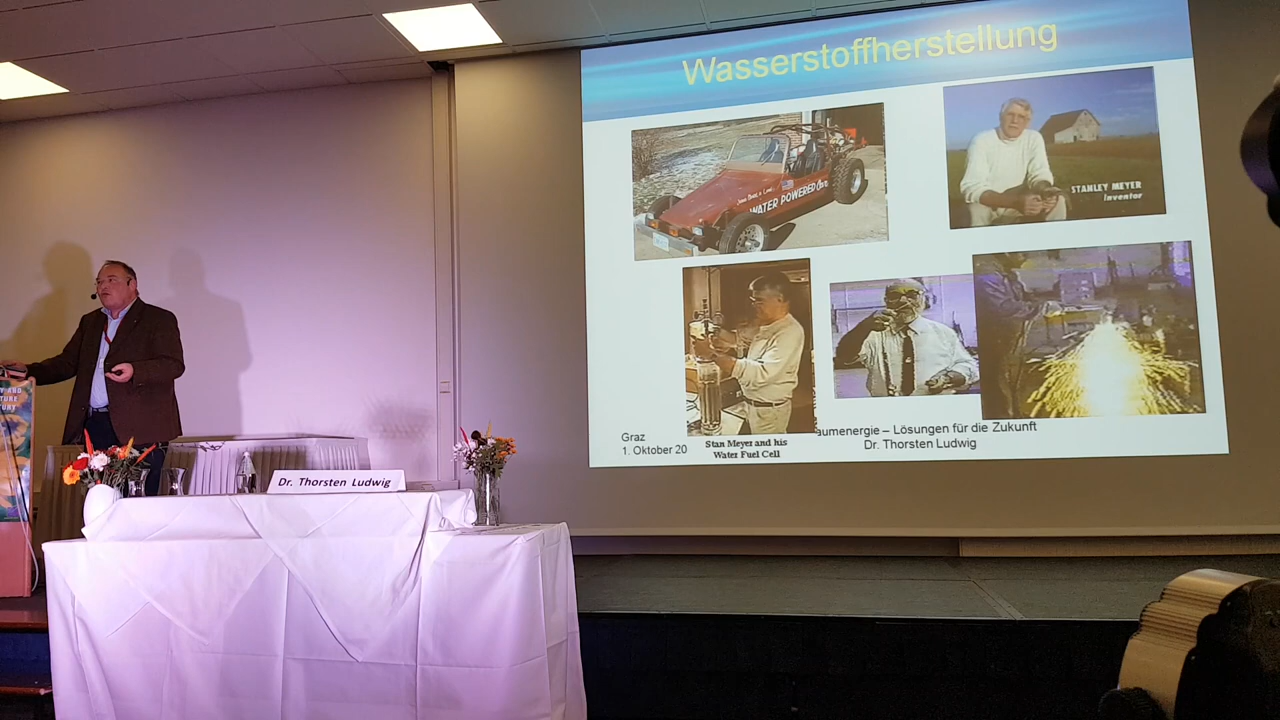 Wasserstoffherstellung
WATER POWERED Car
STANLEY MEYER
Inventor
Graz
1. Oktober 20
Stan Meyer and his
Water Fuel Cell
aumenergie – Lösungen für die Zukunft
Dr. Thorsten Ludwig
Dr. Thorsten Ludwig